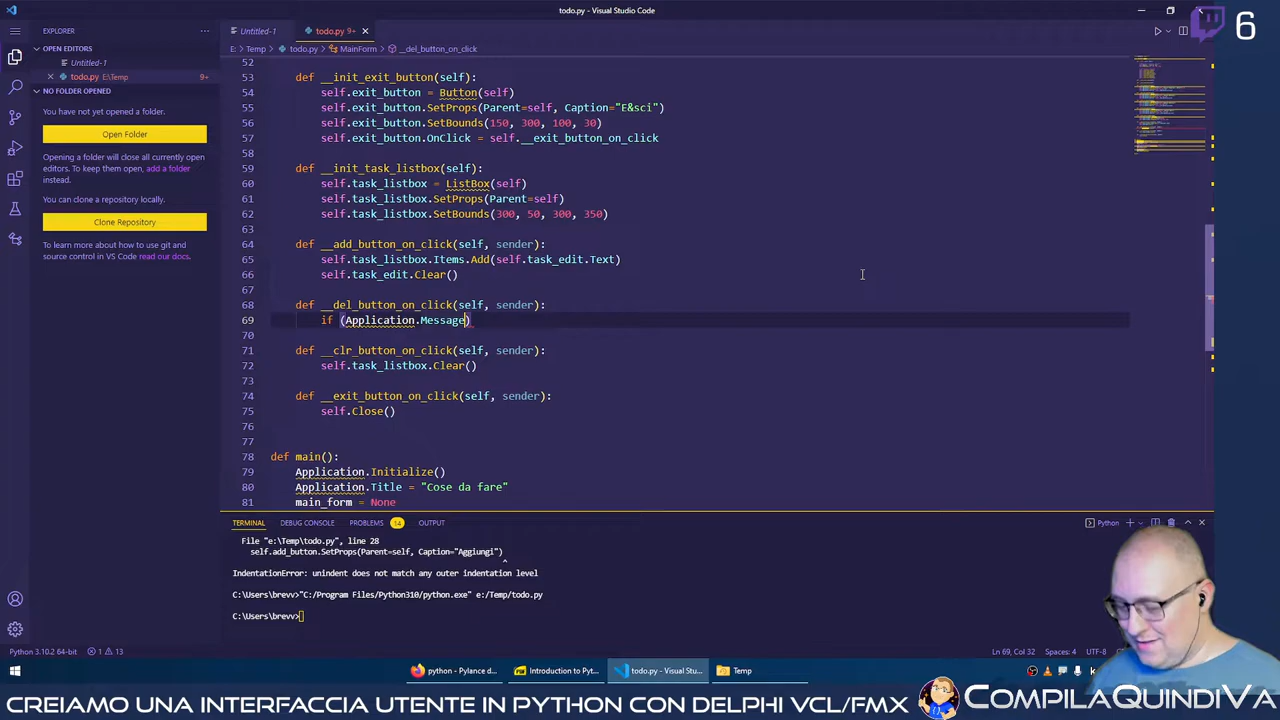 todo.py - Visual Studio Code
6
EXPLORER
OPEN EDITORS
Untitled-1
todo.py E:\Temp 9+
NO FOLDER OPENED
You have not yet opened a folder.
Open Folder
Opening a folder will close all currently open
editors. To keep them open, add a folder
instead.
You can clone a repository locally.
Clone Repository
To learn more about how to use git and
source control in VS Code read our docs.
Untitled-1 todo.py 9+
E: > Temp > todo.py > MainForm > __del_button_on_click
52
53 def __init_exit_button(self):
54 self.exit_button = Button(self)
55 self.exit_button.SetProps(Parent=self, Caption="E&sci")
56 self.exit_button.SetBounds( 300, 100, 30)
57 self.exit_button. = self.__exit_button_on_click
58
59 def __init_task_listbox(self):
60 self.task_listbox = ListBox(self)
61 self.task_listbox.SetProps(Parent=self)
62 self.task_listbox.SetBounds(300, 50, 300, 350)
63
64 def __add_button_on_click(self, sender):
65 self.task_listbox.Items.Add(self.task_edit.Text)
66 self.task_edit.Clear()
67
68 def __del_button_on_click(self, sender):
69 if (Application.Message)
70
71 def __clr_button_on_click(self, sender):
72 self.task_listbox.Clear()
73
74 def __exit_button_on_click(self, sender):
75 self.Close()
76
77
78 def main():
79 Application.Initialize()
80 Application.Title = "Cose da fare"
81 main_form = None
TERMINAL DEBUG CONSOLE PROBLEMS 14 OUTPUT
Python
File "e:\Temp\todo.py", line 28
self.add_button.SetProps(Parent=self, Caption="Aggiungi")
^
IndentationError: unindent does not match any outer indentation level
C:\Users\brevv>"C:/Program Files/Python310/python.exe" e:/Temp/todo.py
C:\Users\brevv>
Python 3.10.2 64-bit 1 13
Ln 69, Col 32 Spaces: 4 UTF-8
python - Pylance d... Introduction to Pyt... todo.py - Visual Stu... Temp
CREIAMO UNA INTERFACCIA UTENTE IN PYTHON CON DELPHI VCL/FMX
COMPILAQUINDIVA